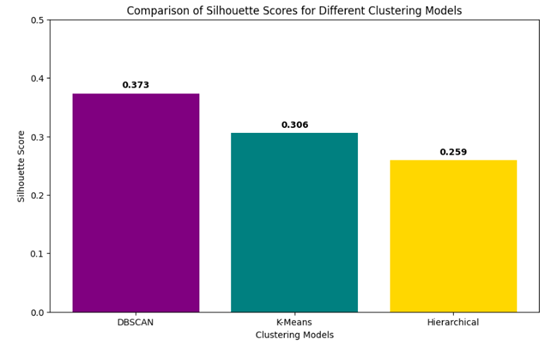 Comparison of Silhouette Scores for Different Clustering Models
Silhouette Score
0.5
0.4
0.3
0.2
0.1
0.0
0.373
0.306
0.259
DBSCAN
K-Means
Hierarchical
Clustering Models